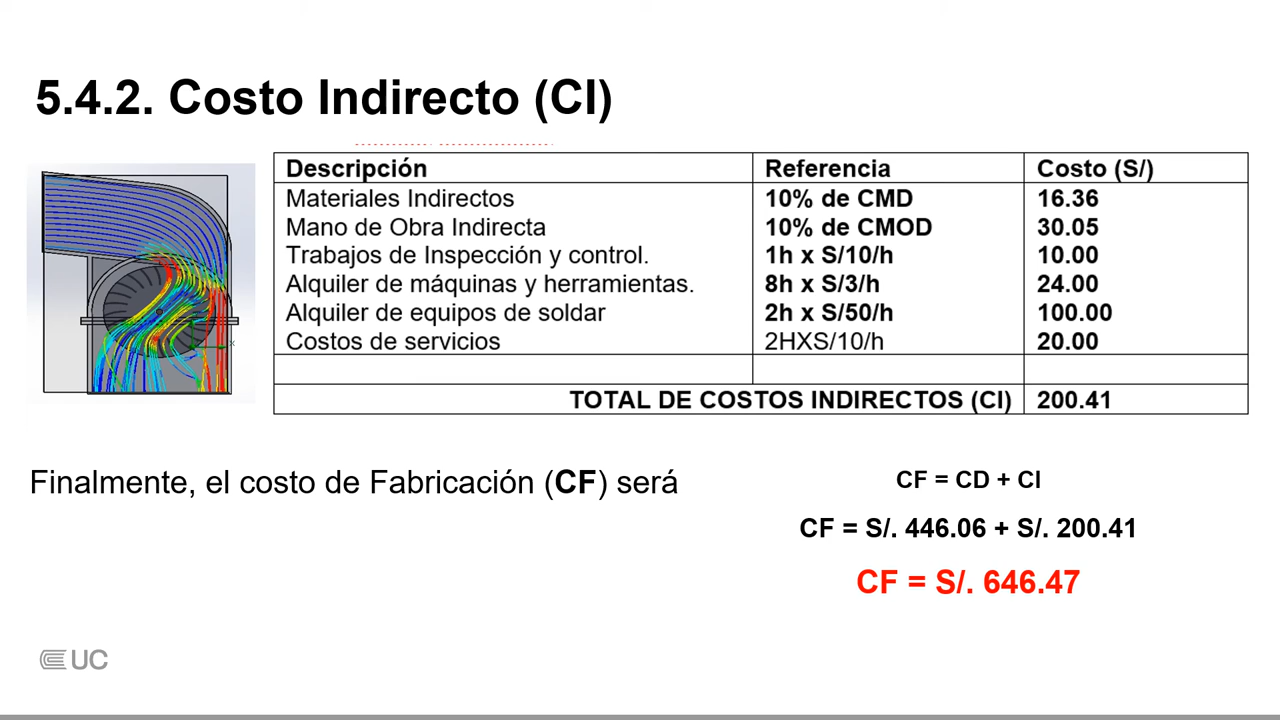 5.4.2. Costo Indirecto (CI)
Descripción Referencia Costo (S/)
Materiales Indirectos 10% de CMD 16.36
Mano de Obra Indirecta 10% de CMOD 30.05
Trabajos de Inspección y control. 1h x S/10/h 10.00
Alquiler de máquinas y herramientas. 8h x S/3/h 24.00
Alquiler de equipos de soldar 2h x S/50/h 100.00
Costos de servicios 2HXS/10/h 20.00
TOTAL DE COSTOS INDIRECTOS (CI) 200.41
Finalmente, el costo de Fabricación (CF) será
CF = CD + CI
CF = S/. 446.06 + S/. 200.41
CF = S/. 646.47
UC